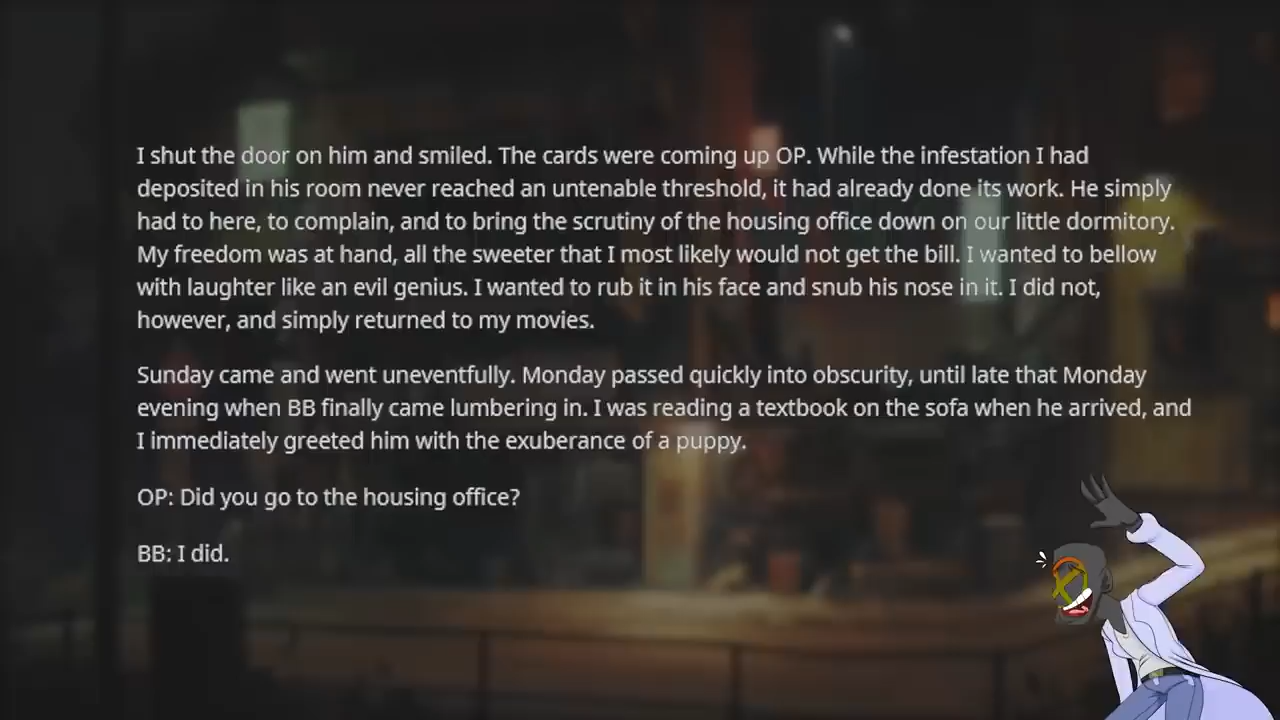 I shut the door on him and smiled. The cards were coming up OP. While the infestation I had
deposited in his room never reached an untenable threshold, it had already done its work. He simply
had to here, to complain, and to bring the scrutiny of the housing office down on our little dormitory.
My freedom was at hand, all the sweeter that I most likely would not get the bill. I wanted to bellow
with laughter like an evil genius. I wanted to rub it in his face and snub his nose in it. I did not,
however, and simply returned to my movies.
Sunday came and went uneventfully. Monday passed quickly into obscurity, until late that Monday
evening when BB finally came lumbering in. I was reading a textbook on the sofa when he arrived, and
I immediately greeted him with the exuberance of a puppy.
OP: Did you go to the housing office?
BB: I did.